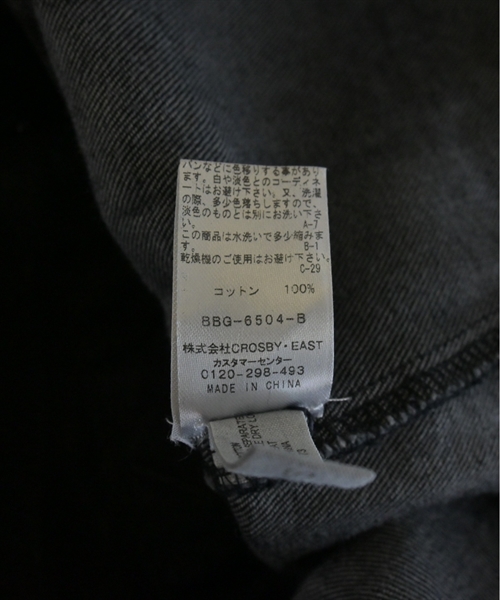 バンなどに色移りする事があり
ます。白や淡色とのコーディネ
ートはお避け下さい。又、洗濯
の際、多少色落ちしますので、
淡色のものとは別にお洗い下さ
い。 A-7
この商品は水洗いで多少縮みま
す。 B-1
乾燥機のご使用はお避け下さい。
C-29
コットン 100%
BBG-6504-B
株式会社CROSBY・EAST
カスタマーセンター
0120-298-493
MADE IN CHINA